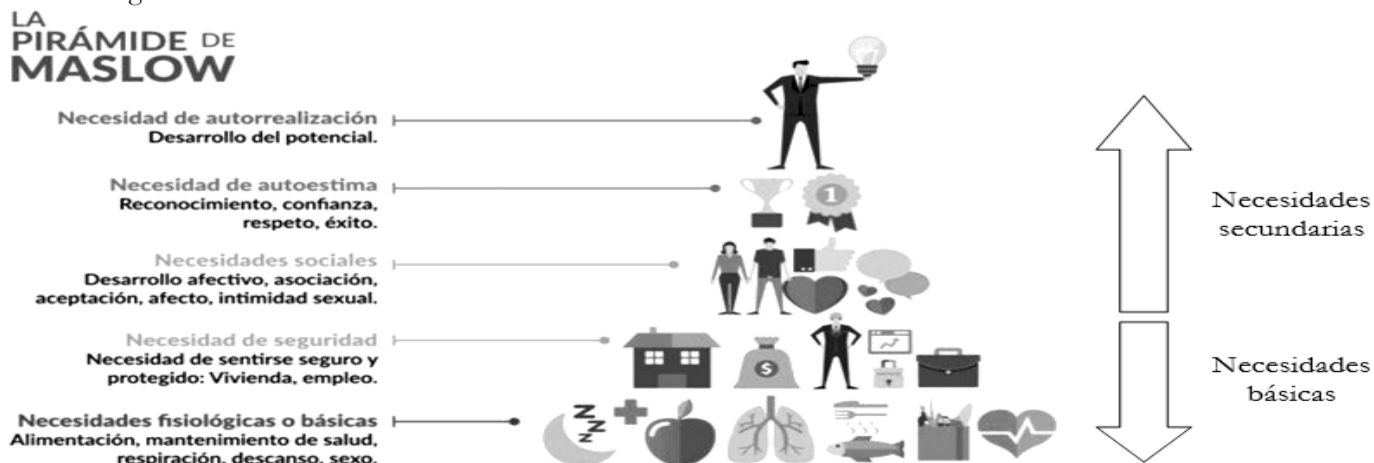 LA
PIRÁMIDE DE
MASLOW
Necesidad de autorrealización
Desarrollo del potencial.
Necesidad de autoestima
Reconocimiento, confianza,
respeto, éxito.
Necesidades sociales
Desarrollo afectivo, asociación,
aceptación, afecto, intimidad sexual.
Necesidad de seguridad
Necesidad de sentirse seguro y
protegido: Vivienda, empleo.
Necesidades fisiológicas o básicas
Alimentación, mantenimiento de salud,
respiración, descanso, sexo.
1
$
N
N
N
Necesidades
secundarias
Necesidades
básicas